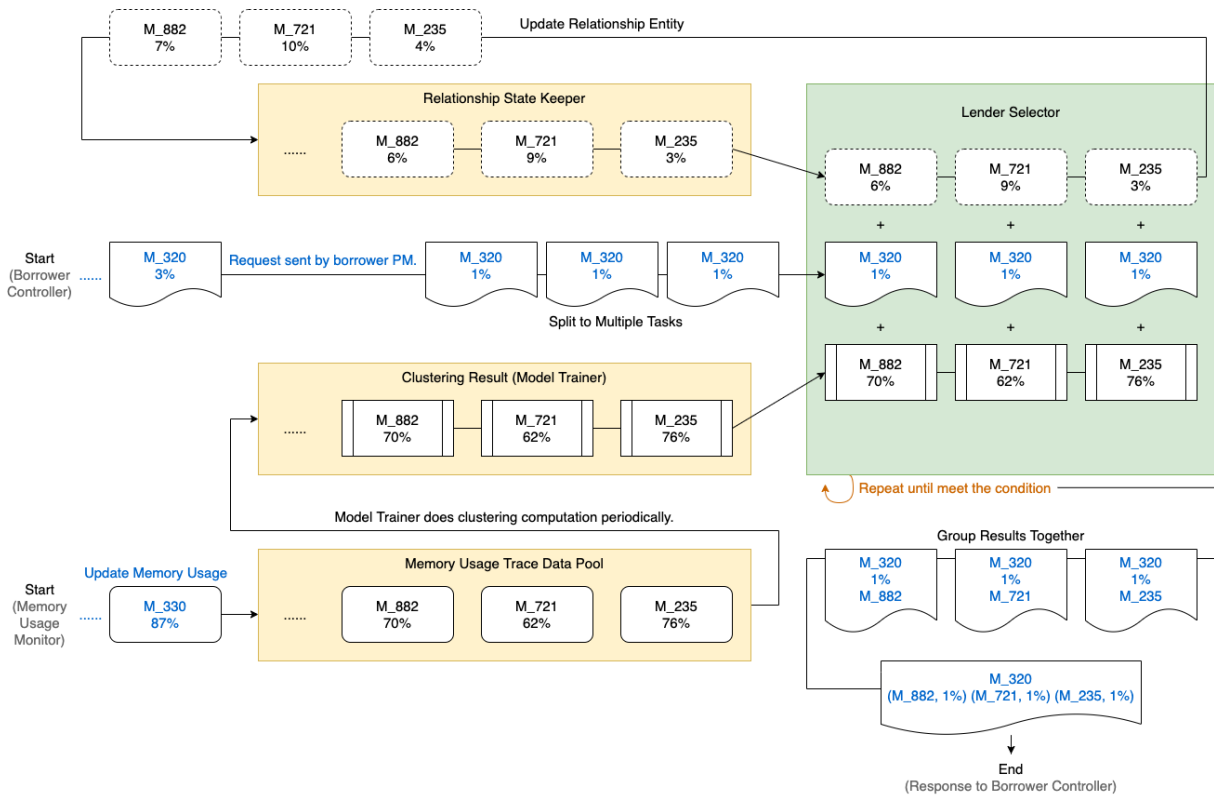 M_882
7%
M_721
10%
M_235
4%
Update Relationship Entity
Relationship State Keeper
......
M_882
6%
M_721
9%
M_235
3%
Lender Selector
M_882
6%
M_721
9%
M_235
3%
+ + +
Start
(Borrower
Controller)
......
M_320
3%
Request sent by borrower PM.
M_320
1%
M_320
1%
M_320
1%
Split to Multiple Tasks
M_320
1%
M_320
1%
M_320
1%
+ + +
M_882
70%
M_721
62%
M_235
76%
Clustering Result (Model Trainer)
......
M_882
70%
M_721
62%
M_235
76%
Repeat until meet the condition
Model Trainer does clustering computation periodically.
Start
(Memory
Usage
Monitor)
......
Update Memory Usage
M_330
87%
Memory Usage Trace Data Pool
......
M_882
70%
M_721
62%
M_235
76%
Group Results Together
M_320
1%
M_882
M_320
1%
M_721
M_320
1%
M_235
M_320
(M_882, 1%) (M_721, 1%) (M_235, 1%)
End
(Response to Borrower Controller)